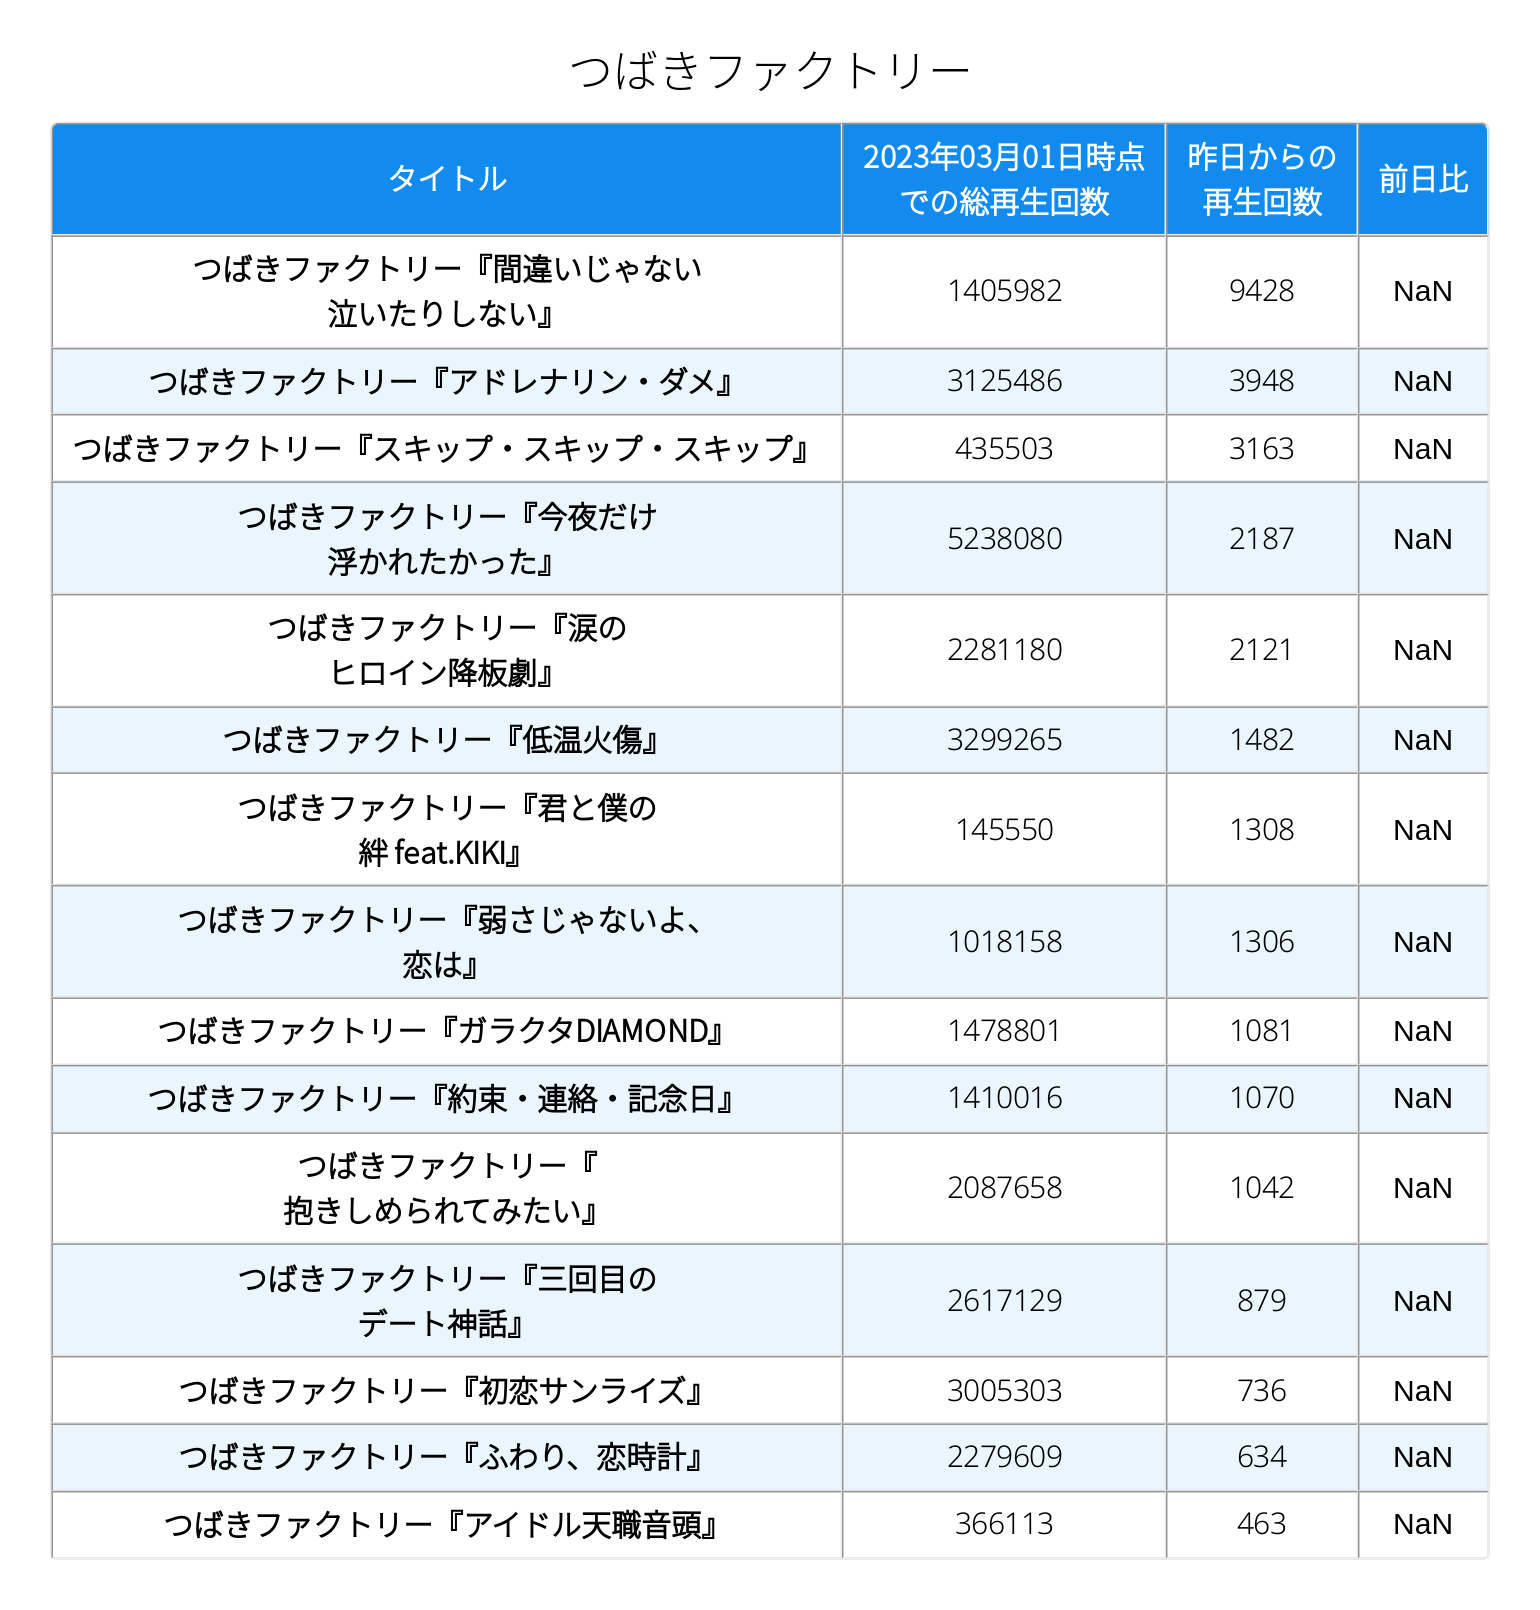 つばきファクトリー
タイトル
2023年03月01日時点
での総再生回数
昨日からの
再生回数
前日比
つばきファクトリー『間違いじゃない
泣いたりしない』
1405982
9428
NaN
つばきファクトリー『アドレナリン・ダメ』
3125486
3948
NaN
つばきファクトリー『スキップ・スキップ・スキップ』
435503
3163
NaN
つばきファクトリー『今夜だけ
浮かれたかった』
5238080
2187
NaN
つばきファクトリー『涙の
ヒロイン降板劇』
2281180
2121
NaN
つばきファクトリー『低温火傷』
3299265
1482
NaN
つばきファクトリー『君と僕の
絆 feat.KIKI』
145550
1308
NaN
つばきファクトリー『弱さじゃないよ、
恋は』
1018158
1306
NaN
つばきファクトリー『ガラクタDIAMOND』
1478801
1081
NaN
つばきファクトリー『約束・連絡・記念日』
1410016
1070
NaN
つばきファクトリー『
抱きしめられてみたい』
2087658
1042
NaN
つばきファクトリー『三回目の
デート神話』
2617129
879
NaN
つばきファクトリー『初恋サンライズ』
3005303
736
NaN
つばきファクトリー『ふわり、恋時計』
2279609
634
NaN
つばきファクトリー『アイドル天職音頭』
366113
463
NaN